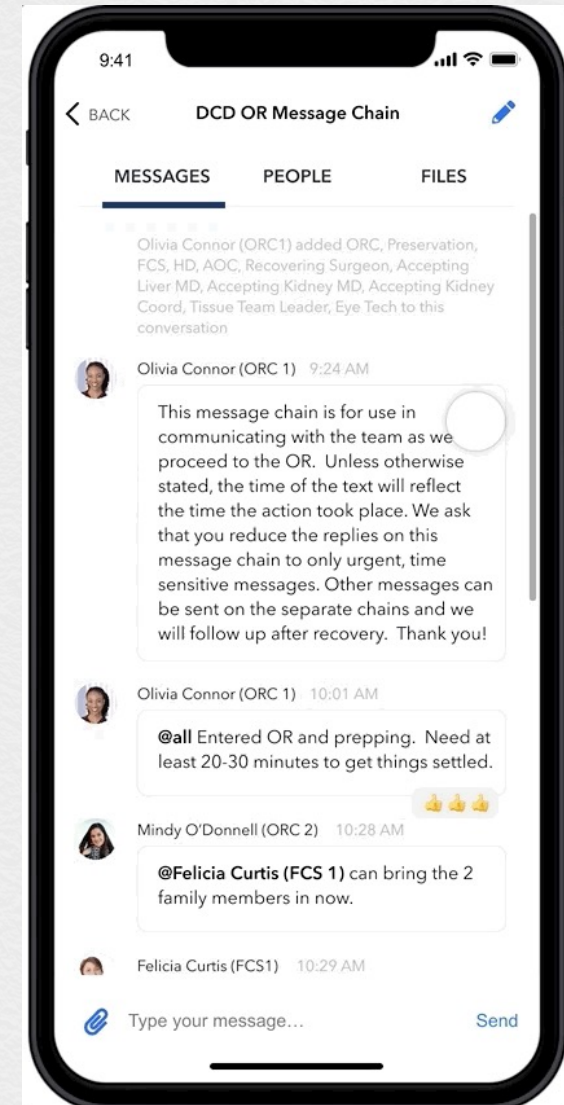 9:41
BACK
DCD OR Message Chain
MESSAGES
PEOPLE
FILES
Olivia Connor (ORC1) added ORC, Preservation,
FCS, HD, AOC, Recovering Surgeon, Accepting
Liver MD, Accepting Kidney MD, Accepting Kidney
Coord, Tissue Team Leader, Eye Tech to this
conversation
Olivia Connor (ORC 1) 9:24 AM
This message chain is for use in
communicating with the team as we
proceed to the OR. Unless otherwise
stated, the time of the text will reflect
the time the action took place. We ask
that you reduce the replies on this
message chain to only urgent, time
sensitive messages. Other messages can
be sent on the separate chains and we
will follow up after recovery. Thank you!
Olivia Connor (ORC 1) 10:01 AM
@all Entered OR and prepping. Need at
least 20-30 minutes to get things settled.
Mindy O'Donnell (ORC 2) 10:28 AM
@Felicia Curtis (FCS 1) can bring the 2
family members in now.
Felicia Curtis (FCS1) 10:29 AM
Type your message...
Send